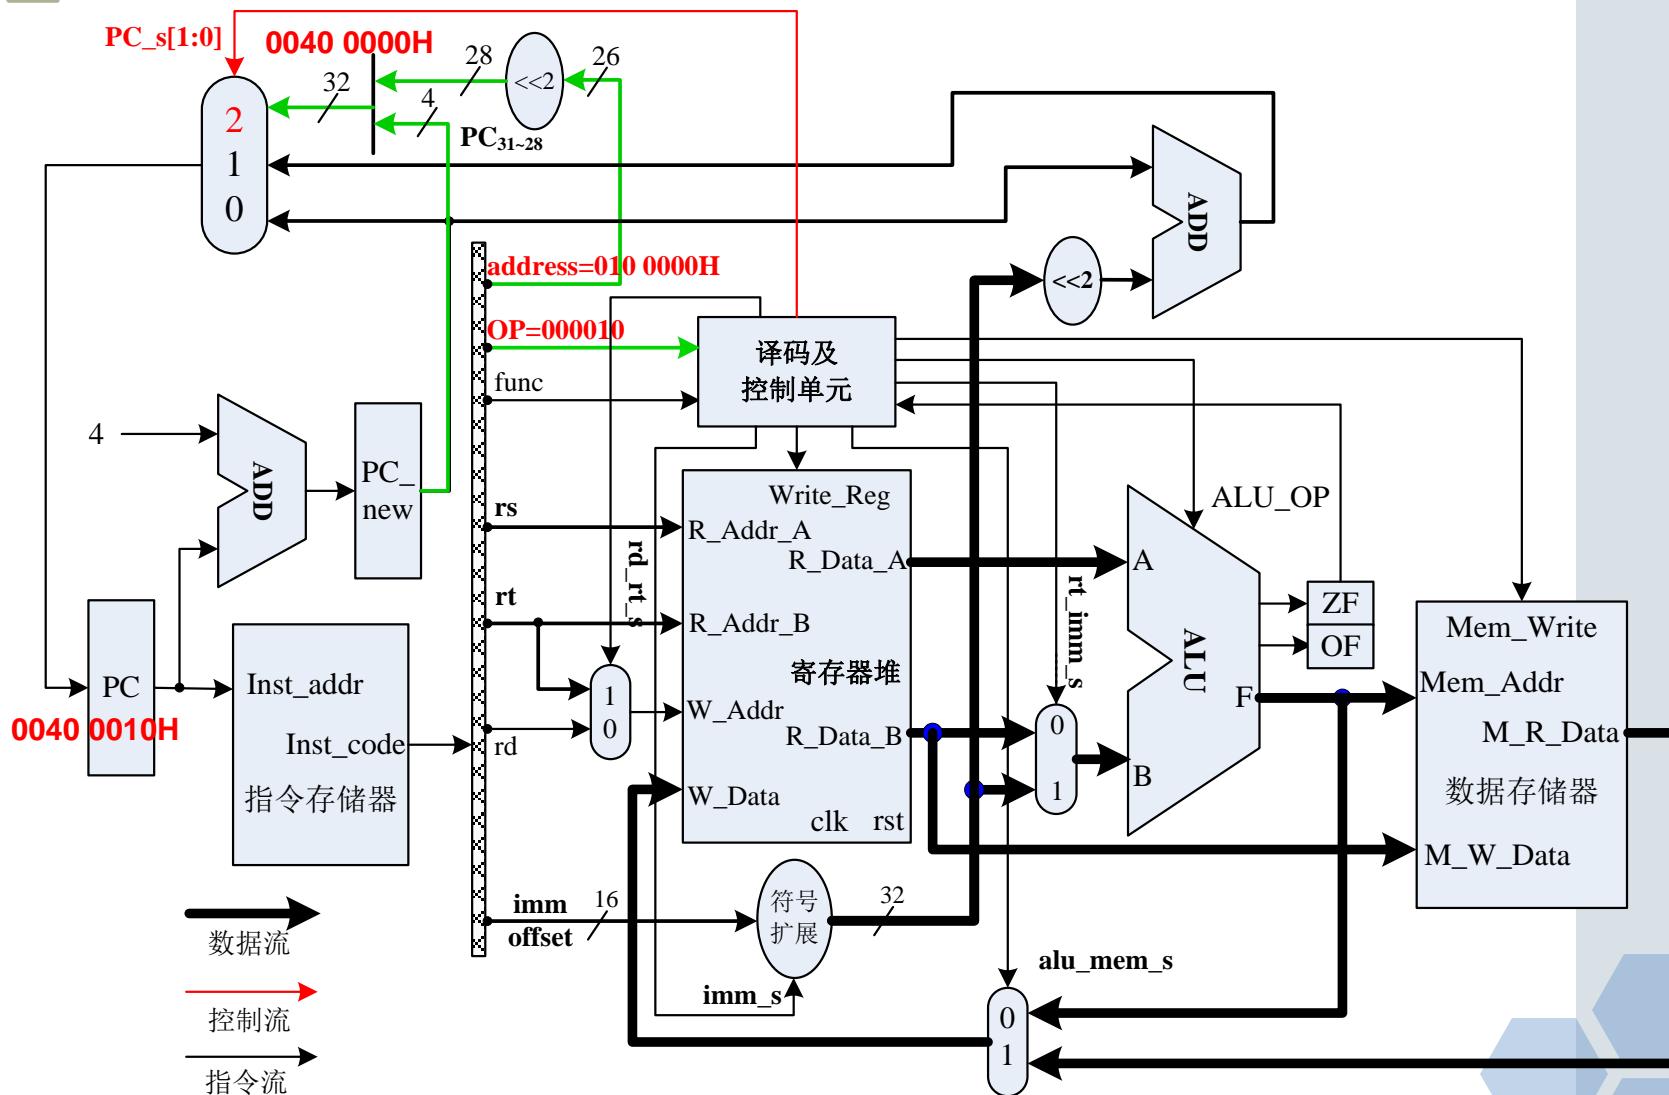 PC_s[1:0]
0040 0000H
28
26
<<2
32
4
2
PC31~28
1
0
ADD
address=010 0000H
<<2
OP=000010
译码及
控制单元
func
4
ADD
PC_
new
Write_Reg
ALU_OP
rs
R_Addr_A
R_Data_A
A
rd_rt_s
rt_imm_s
rt
R_Addr_B
ZF
OF
Mem_Write
ALU
寄存器堆
PC
Inst_addr
1
0
W_Addr
F
Mem_Addr
0040 0010H
Inst_code
rd
R_Data_B
0
M_R_Data
指令存储器
W_Data
1
B
数据存储器
clk
rst
M_W_Data
imm
16
符号
扩展
32
offset
数据流
imm_s
alu_mem_s
控制流
0
1
指令流